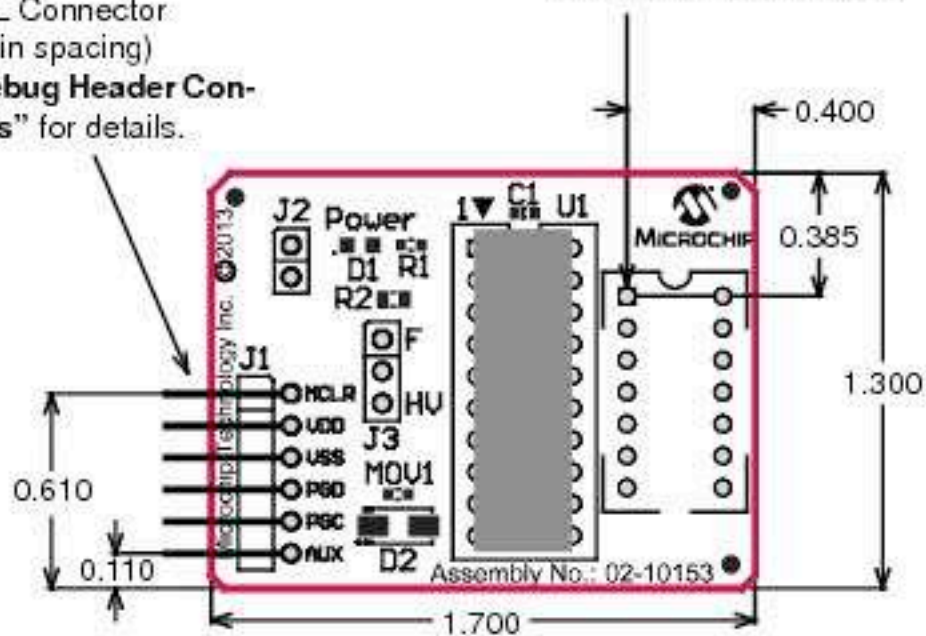 L Connector
in spacing)
ebug Header Con-
s” for details.
0.400
©2013
Microchip Technology Inc.
J2
Power
D1
R1
R2
1▼
C1
U1
MICROCHIP
0.385
F
HV
J3
J1
MCLR
VDD
VSS
PGD
PGC
AUX
MOV1
D2
1.300
0.610
0.110
Assembly No.: 02-10153
1.700